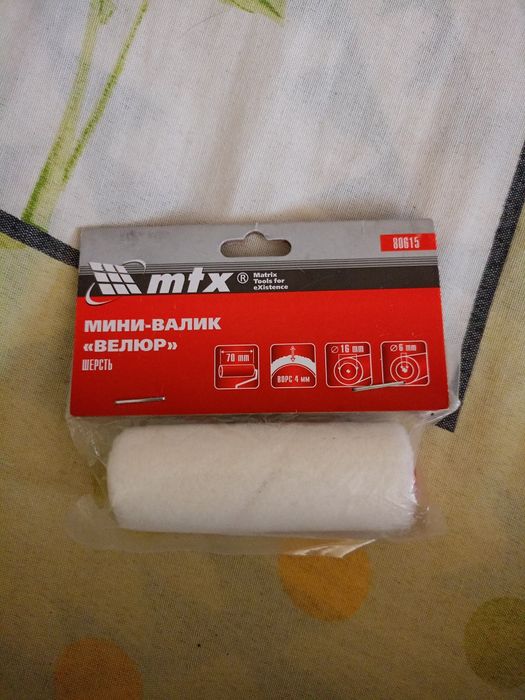 80615
mtx®
Matrix
Tools for
eXistence
МИНИ-ВАЛИК
«ВЕЛЮР»
ШЕРСТЬ
70 mm
ВОРС 4 мм
Ø 16 mm
Ø 6 mm